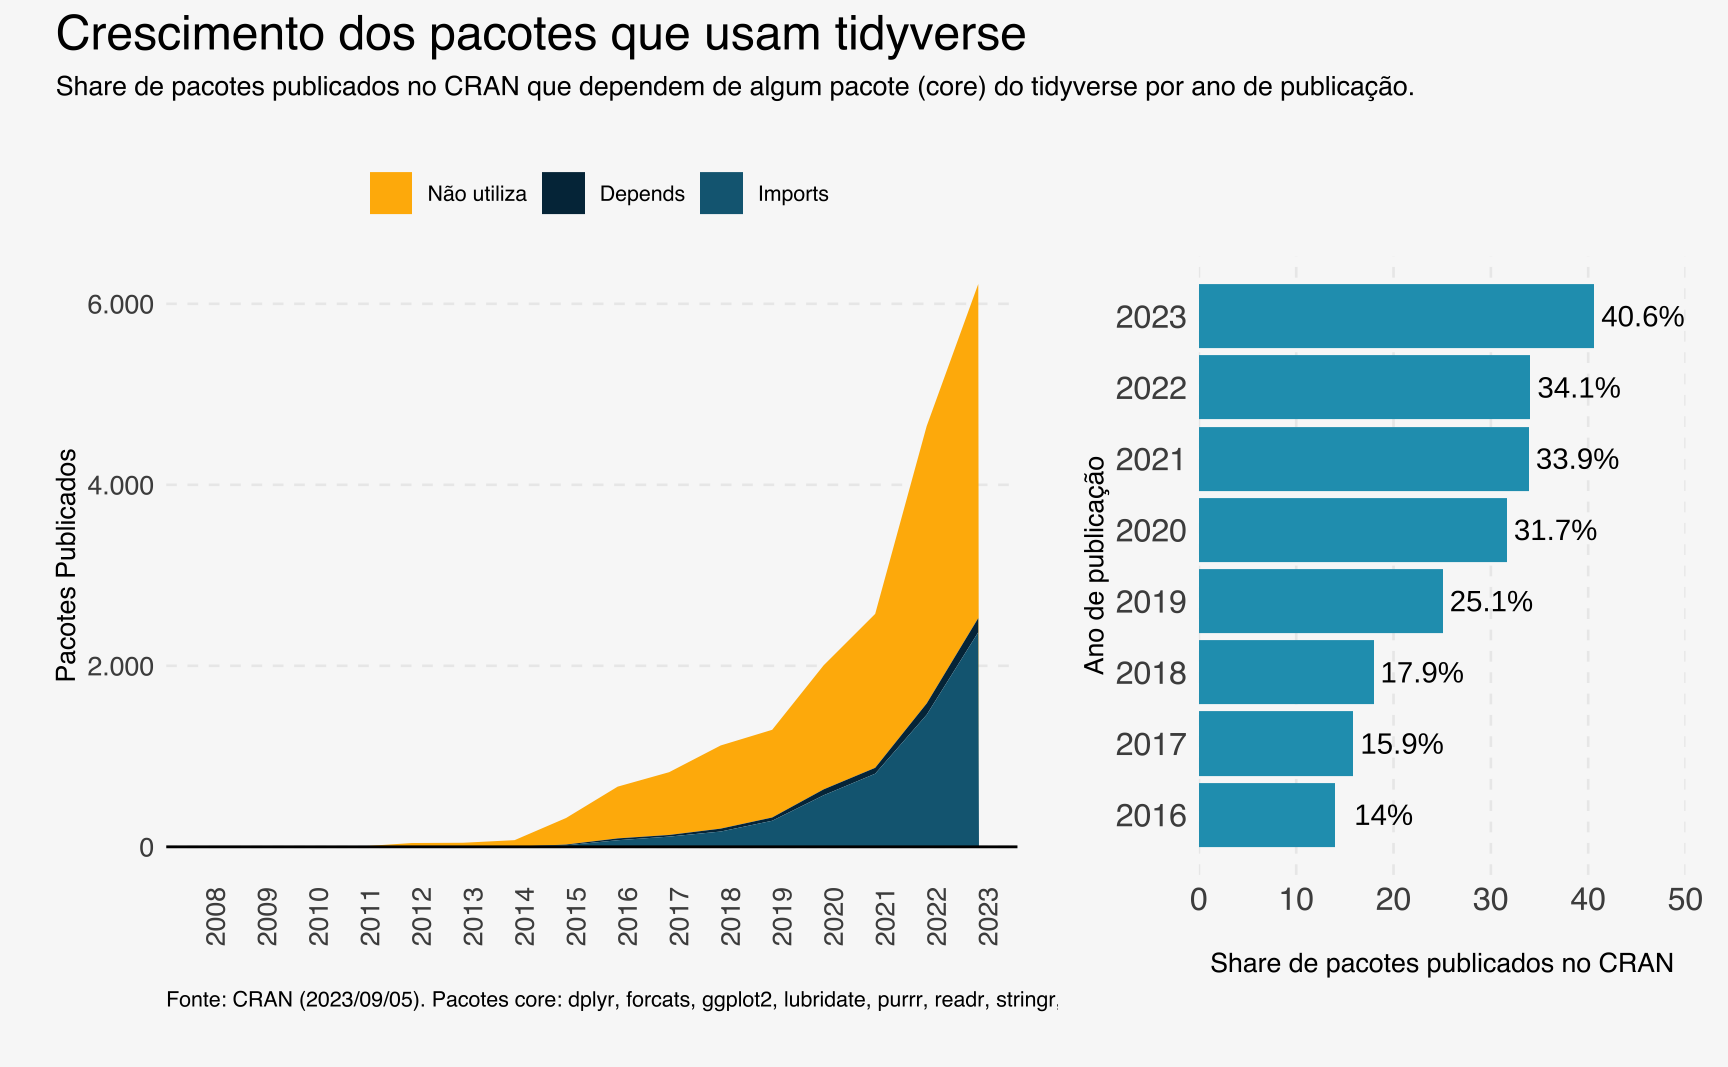 Crescimento dos pacotes que usam tidyverse
Share de pacotes publicados no CRAN que dependem de algum pacote (core) do tidyverse por ano de publicação.
Não utiliza
Depends
Imports
Pacotes Publicados
6.000
4.000
2.000
0
2008
2009
2010
2011
2012
2013
2014
2015
2016
2017
2018
2019
2020
2021
2022
2023
Fonte: CRAN (2023/09/05). Pacotes core: dplyr, forcats, ggplot2, lubridate, purrr, readr, stringr,
Ano de publicação
2023 40.6%
2022 34.1%
2021 33.9%
2020 31.7%
2019 25.1%
2018 17.9%
2017 15.9%
2016 14%
0 10 20 30 40 50
Share de pacotes publicados no CRAN